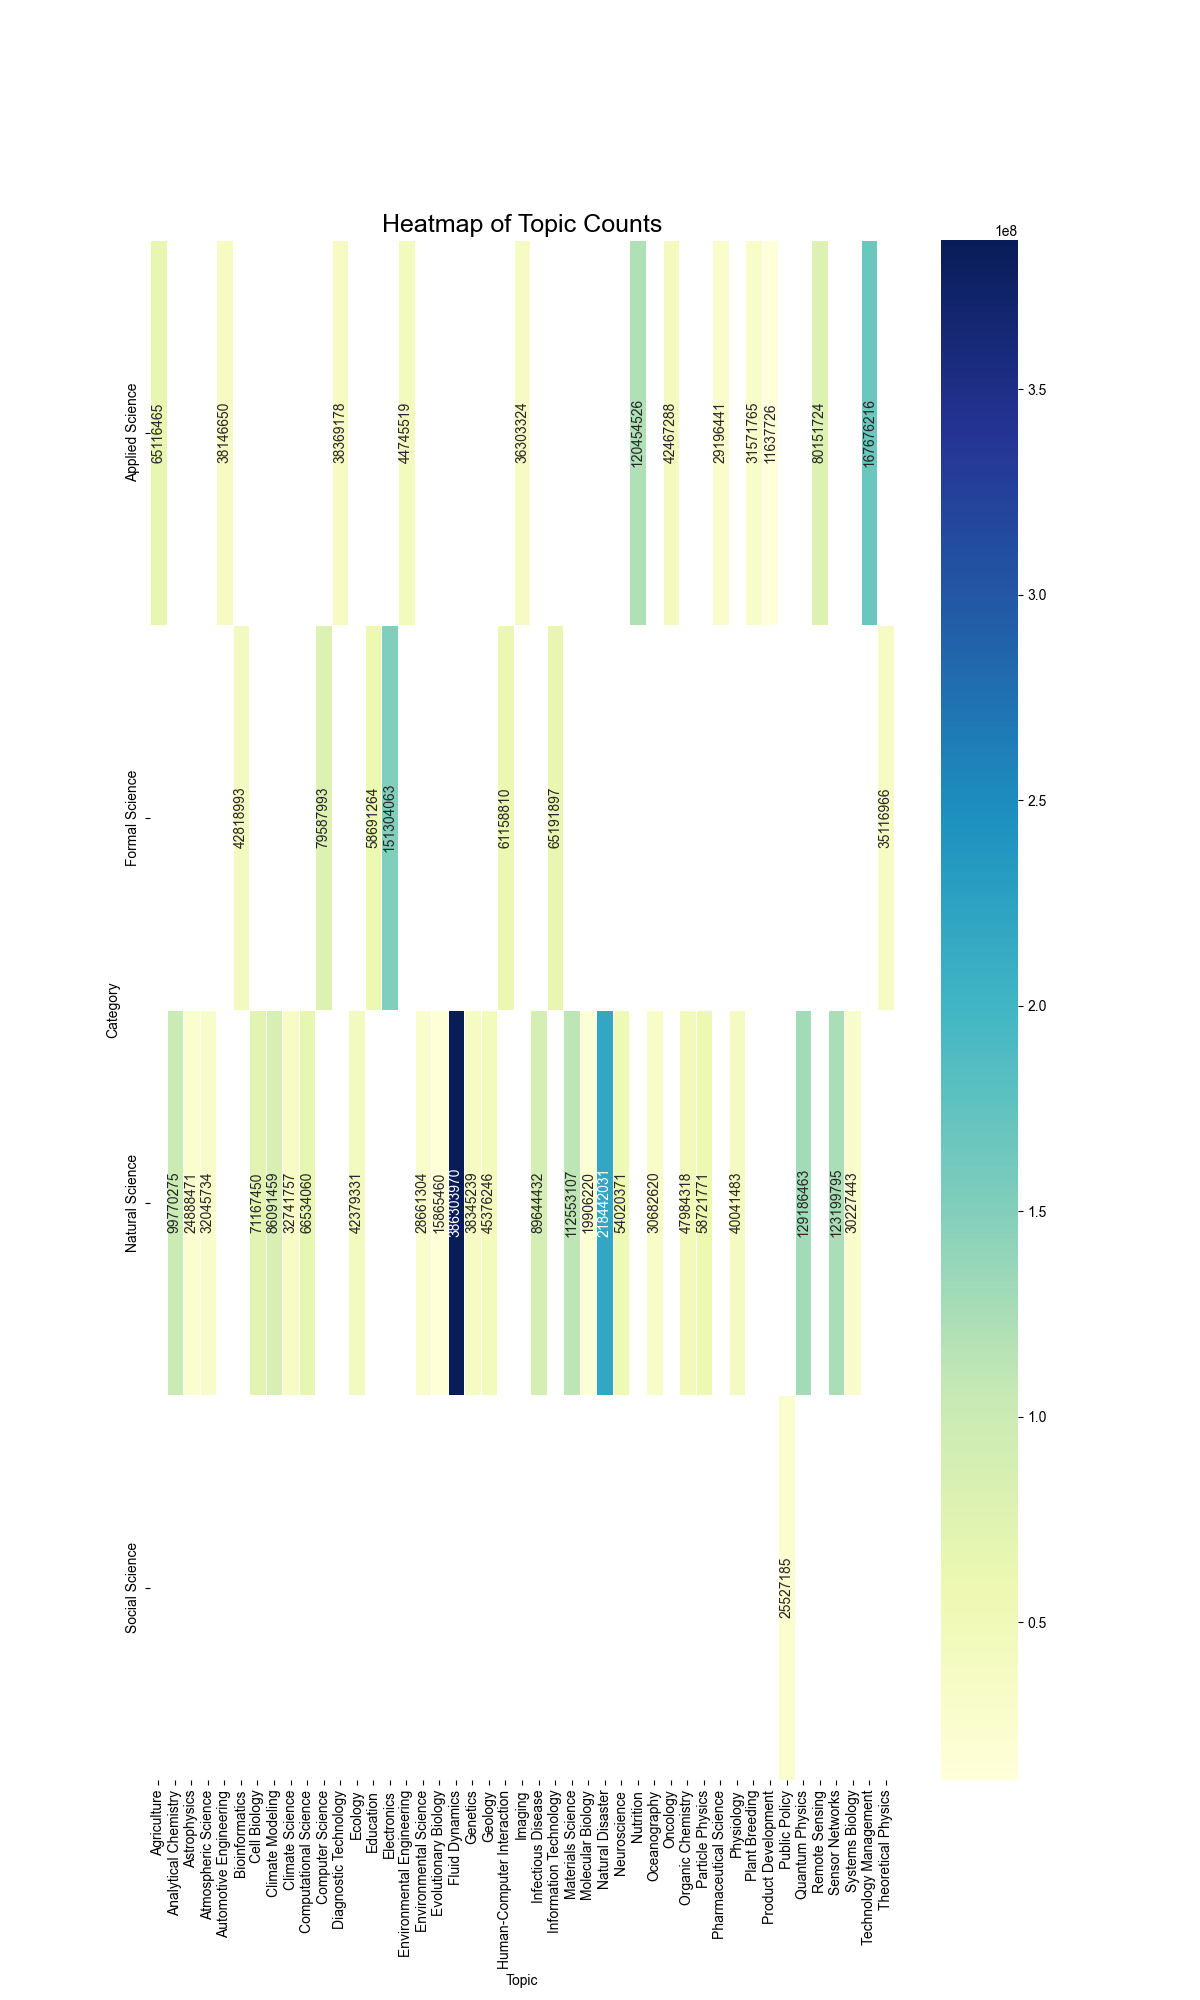 Heatmap of Topic Counts
1e8
3.5
3.0
2.5
2.0
1.5
1.0
0.5
Category
Applied Science
65116465
38146650
38369178
44745519
36303324
120454526
42467288
29196441
31571765
11637726
80151724
167676216
Formal Science
42818993
79587993
58691264
151304063
61158810
65191897
35116966
Natural Science
99770275
24888471
32045734
71167450
86091459
32741757
66534060
42379331
28661304
15865460
386303970
38345239
45376246
89644432
112553107
19906220
218442031
54020371
30682620
47984318
58721771
40041483
129186463
123199795
30227443
Social Science
25527185
Agriculture
Analytical Chemistry
Astrophysics
Atmospheric Science
Automotive Engineering
Bioinformatics
Cell Biology
Climate Modeling
Climate Science
Computational Science
Computer Science
Diagnostic Technology
Ecology
Education
Electronics
Environmental Engineering
Environmental Science
Evolutionary Biology
Fluid Dynamics
Genetics
Geology
Human-Computer Interaction
Imaging
Infectious Disease
Information Technology
Materials Science
Molecular Biology
Natural Disaster
Neuroscience
Nutrition
Oceanography
Oncology
Organic Chemistry
Particle Physics
Pharmaceutical Science
Physiology
Plant Breeding
Product Development
Public Policy
Quantum Physics
Remote Sensing
Sensor Networks
Systems Biology
Technology Management
Theoretical Physics
Topic